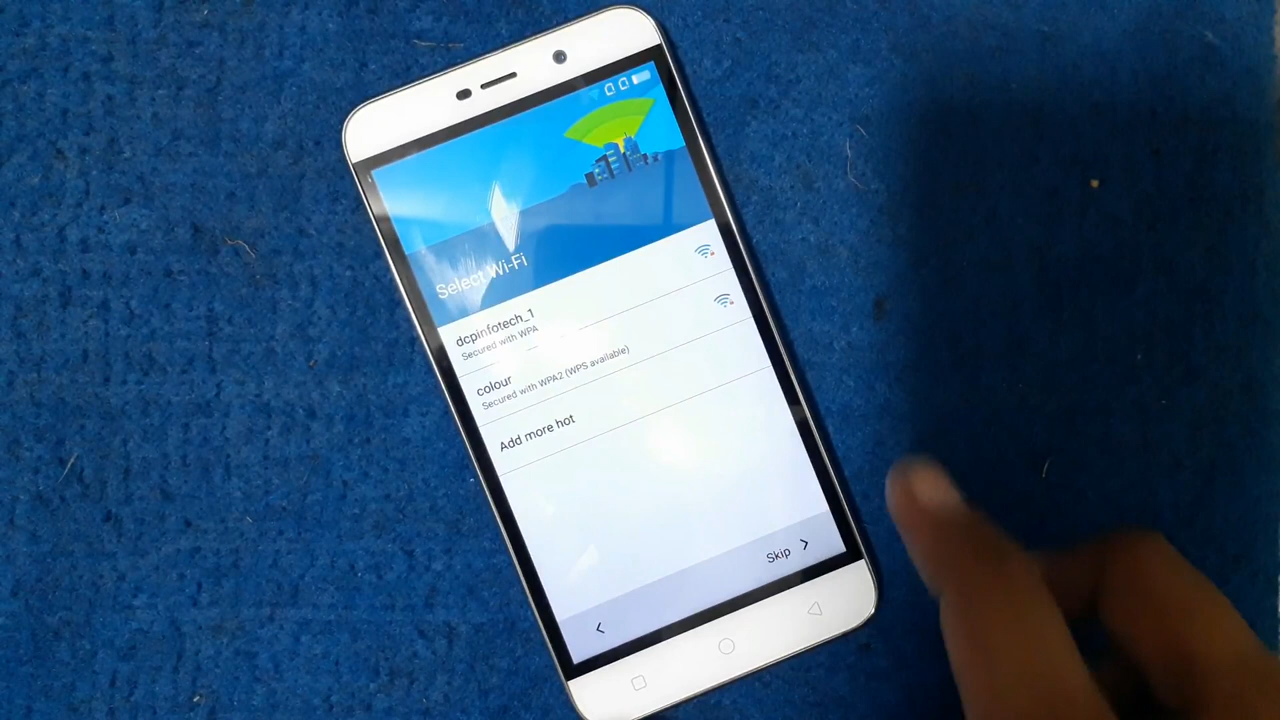 Select Wi-Fi
dcpinfotech_1
Secured with WPA
colour
Secured with WPA2 (WPS available)
Add more hot
Skip